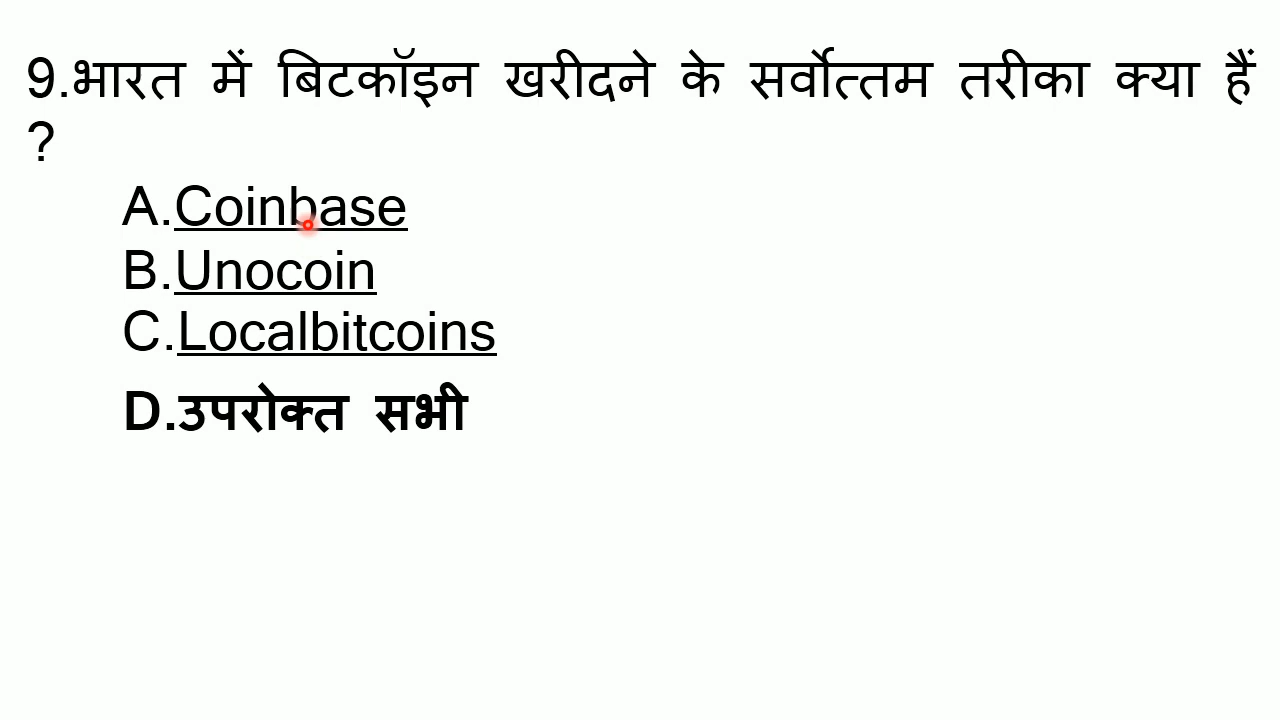 9.भारत में बिटकॉइन खरीदने के सर्वोत्तम तरीका क्या हैं
?
A.Coinbase
B.Unocoin
C.Localbitcoins
D.उपरोक्त सभी